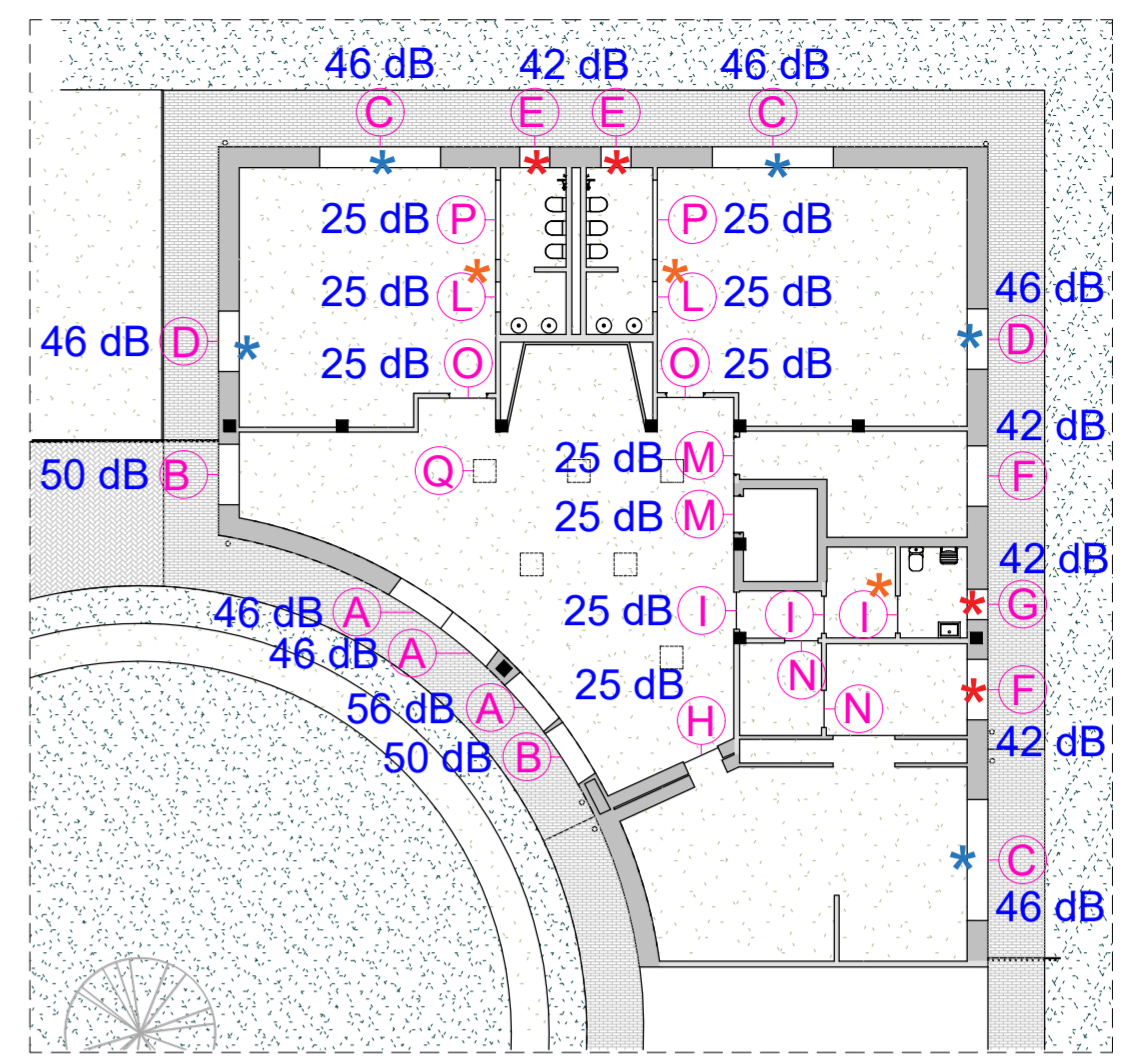 46 dB 42 dB 46 dB
C E E C
* * * *
25 dB P P 25 dB
* *
25 dB L L 25 dB
46 dB
46 dB D * * D
25 dB O O 25 dB
42 dB
50 dB B Q 25 dB M F
25 dB M
42 dB
*
46 dB A 25 dB I I I * G
46 dB A
N
56 dB A 25 dB N * F
H
50 dB B 42 dB
* C
46 dB